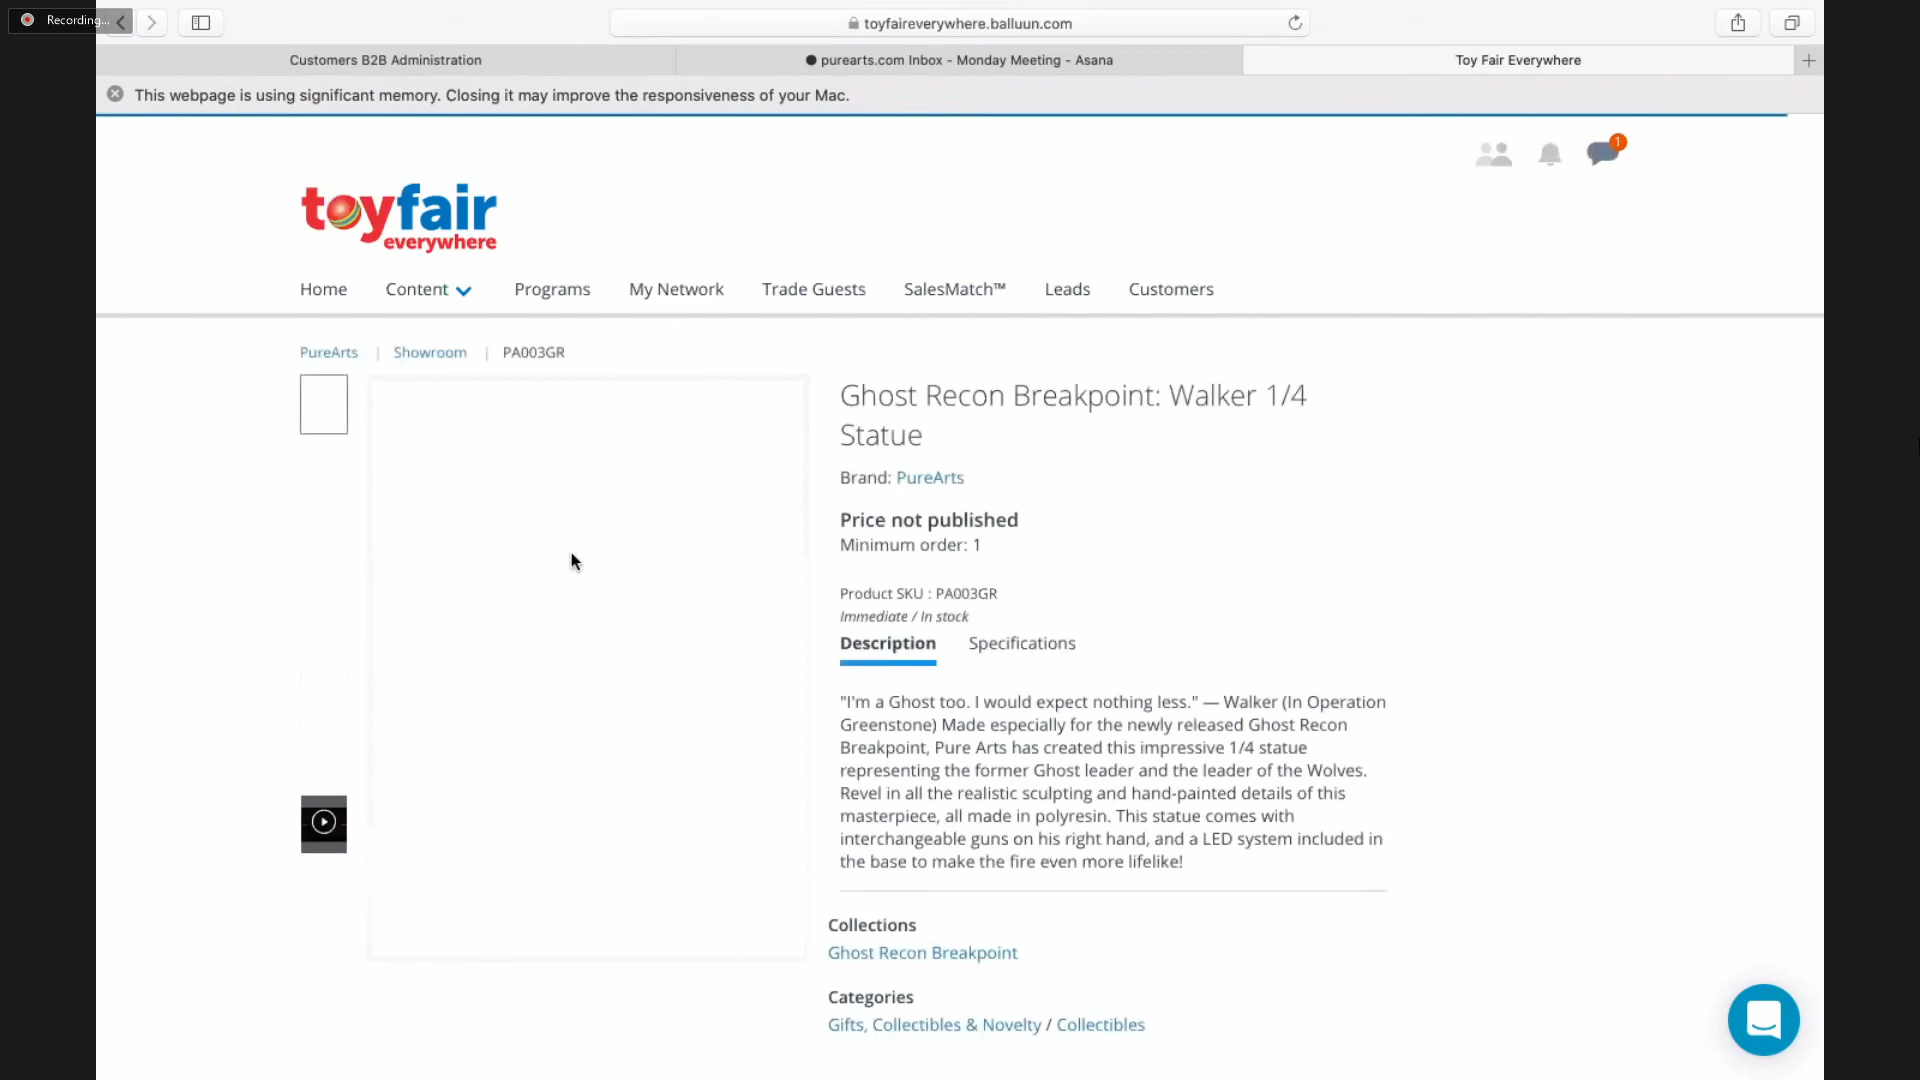 Recording...
toyfaireverywhere.balluun.com
Customers B2B Administration
purearts.com Inbox - Monday Meeting - Asana
Toy Fair Everywhere
This webpage is using significant memory. Closing it may improve the responsiveness of your Mac.
1
toyfair
everywhere
Home
Content
Programs
My Network
Trade Guests
SalesMatch™
Leads
Customers
PureArts | Showroom | PA003GR
Ghost Recon Breakpoint: Walker 1/4
Statue
Brand: PureArts
Price not published
Minimum order: 1
Product SKU : PA003GR
Immediate / In stock
Description
Specifications
"I'm a Ghost too. I would expect nothing less." — Walker (In Operation
Greenstone) Made especially for the newly released Ghost Recon
Breakpoint, Pure Arts has created this impressive 1/4 statue
representing the former Ghost leader and the leader of the Wolves.
Revel in all the realistic sculpting and hand-painted details of this
masterpiece, all made in polyresin. This statue comes with
interchangeable guns on his right hand, and a LED system included in
the base to make the fire even more lifelike!
Collections
Ghost Recon Breakpoint
Categories
Gifts, Collectibles & Novelty / Collectibles